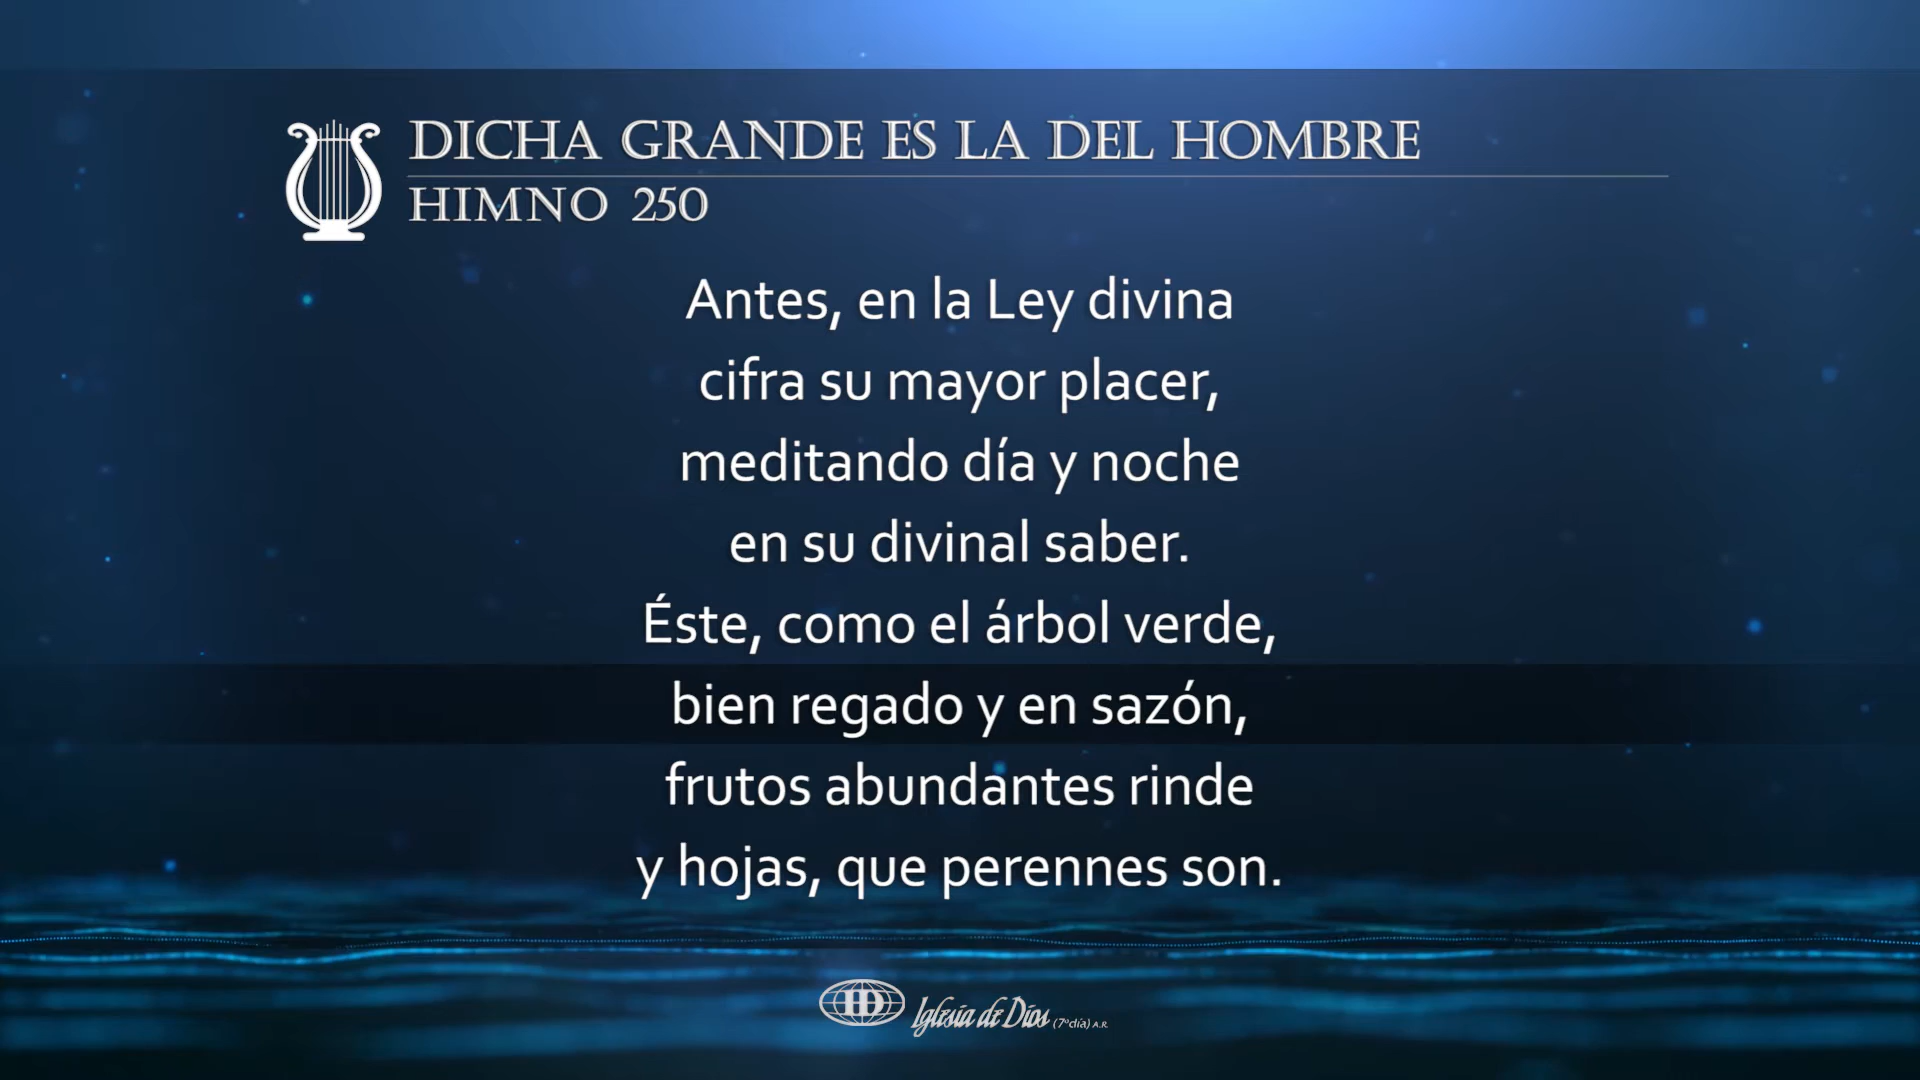 DICHA GRANDE ES LA DEL HOMBRE
HIMNO 250
Antes, en la Ley divina
cifra su mayor placer,
meditando día y noche
en su divinal saber.
Éste, como el árbol verde,
bien regado y en sazón,
frutos abundantes rinde
y hojas, que perennes son.
ID Iglesia de Dios (7º día) A.R.